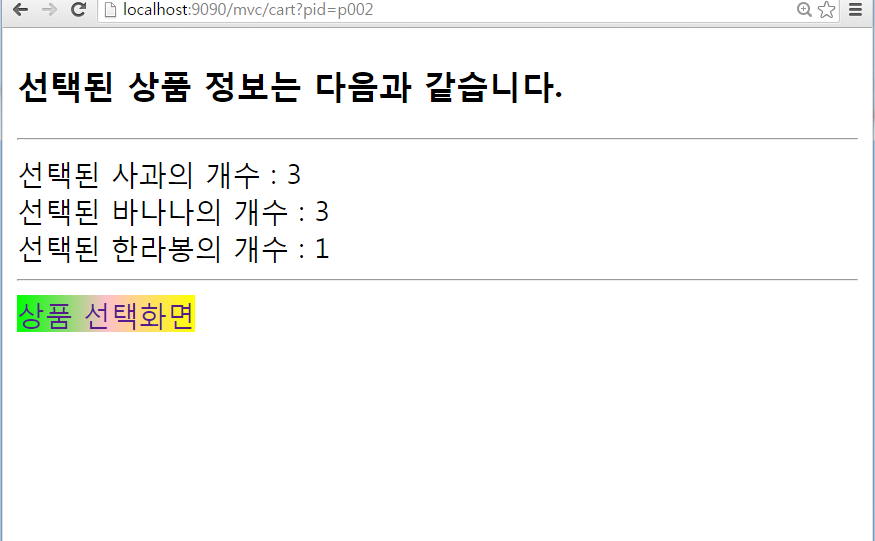 localhost:9090/mvc/cart?pid=p002
선택된 상품 정보는 다음과 같습니다.
선택된 사과의 개수 : 3
선택된 바나나의 개수 : 3
선택된 한라봉의 개수 : 1
상품 선택화면